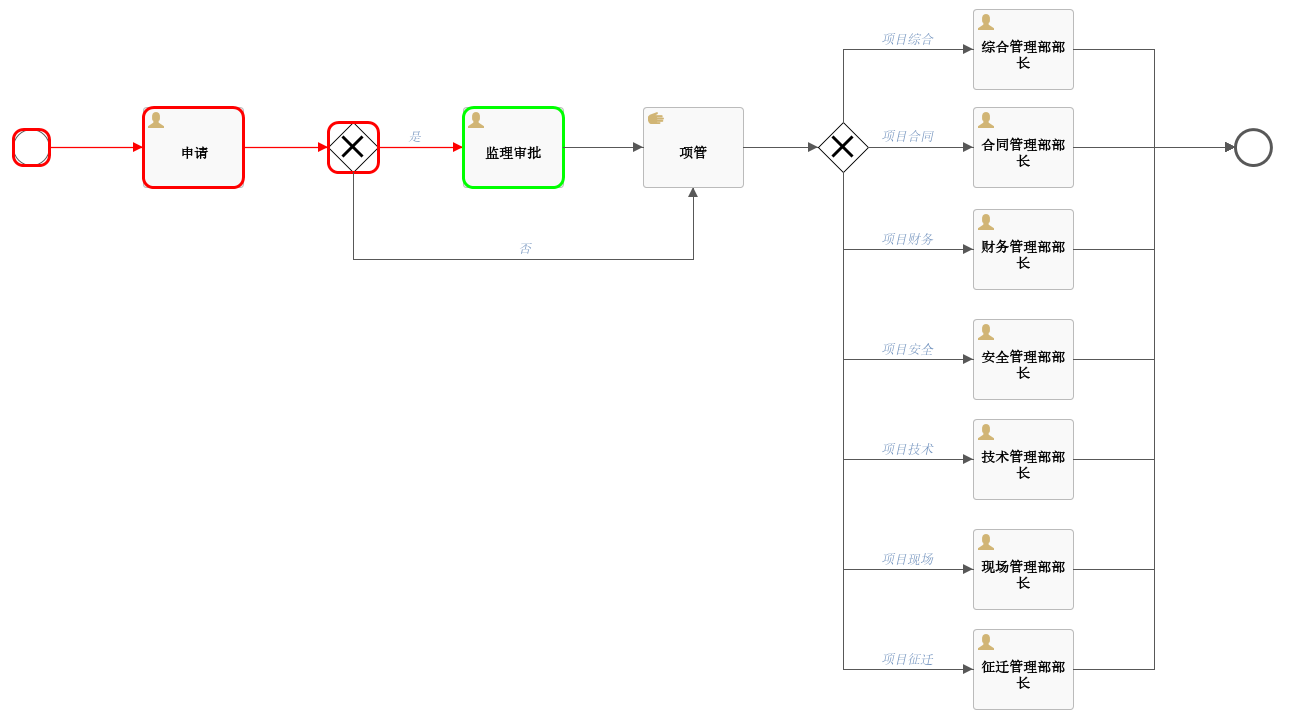 申请
是
监理审批
项管
否
项目综合
综合管理部部
长
项目合同
合同管理部部
长
项目财务
财务管理部部
长
项目安全
安全管理部部
长
项目技术
技术管理部部
长
项目现场
现场管理部部
长
项目征迁
征迁管理部部
长